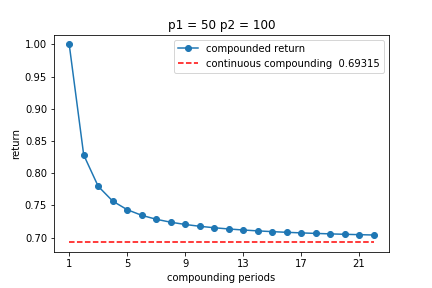 p1 = 50 p2 = 100
compounded return
continuous compounding 0.69315
return
1.00
0.95
0.90
0.85
0.80
0.75
0.70
1 5 9 13 17 21
compounding periods